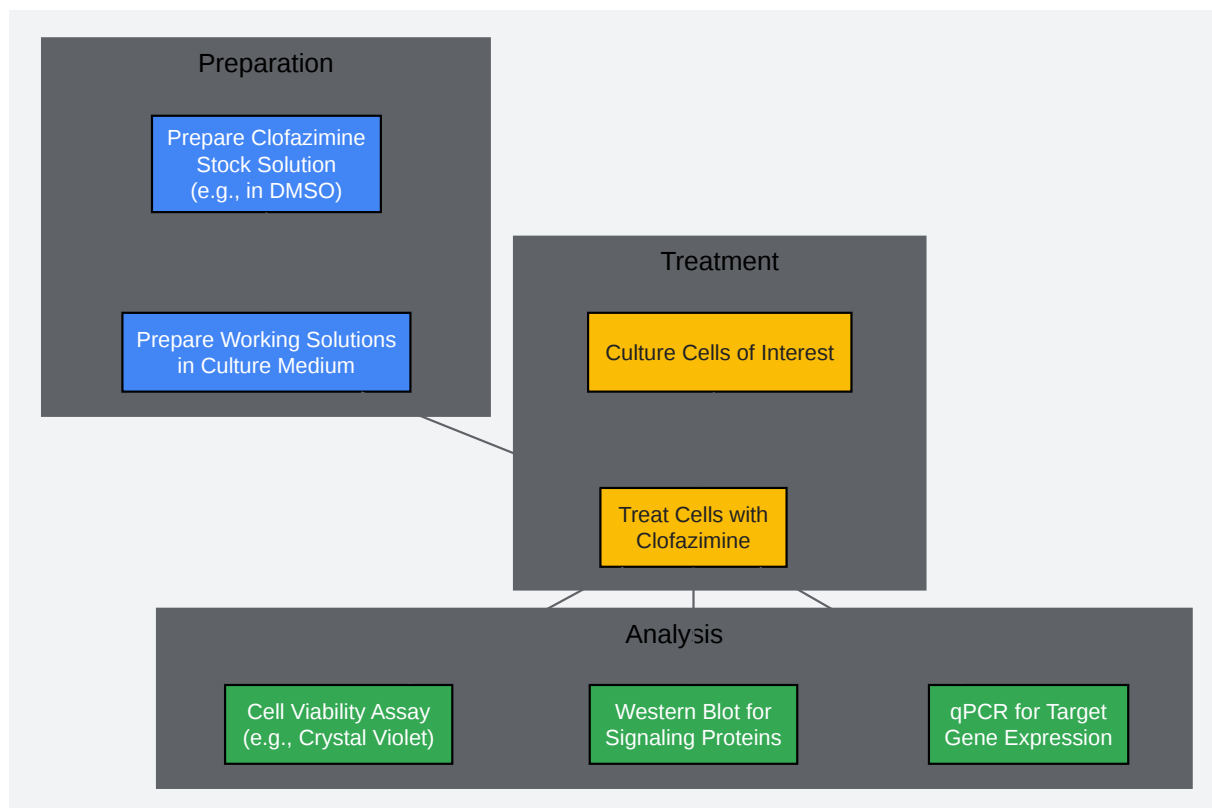 Preparation
Prepare Clofazimine
Stock Solution
(e.g., in DMSO)
Prepare Working Solutions
in Culture Medium
Treatment
Culture Cells of Interest
Treat Cells with
Clofazimine
Analysis
Cell Viability Assay
(e.g., Crystal Violet)
Western Blot for
Signaling Proteins
qPCR for Target
Gene Expression